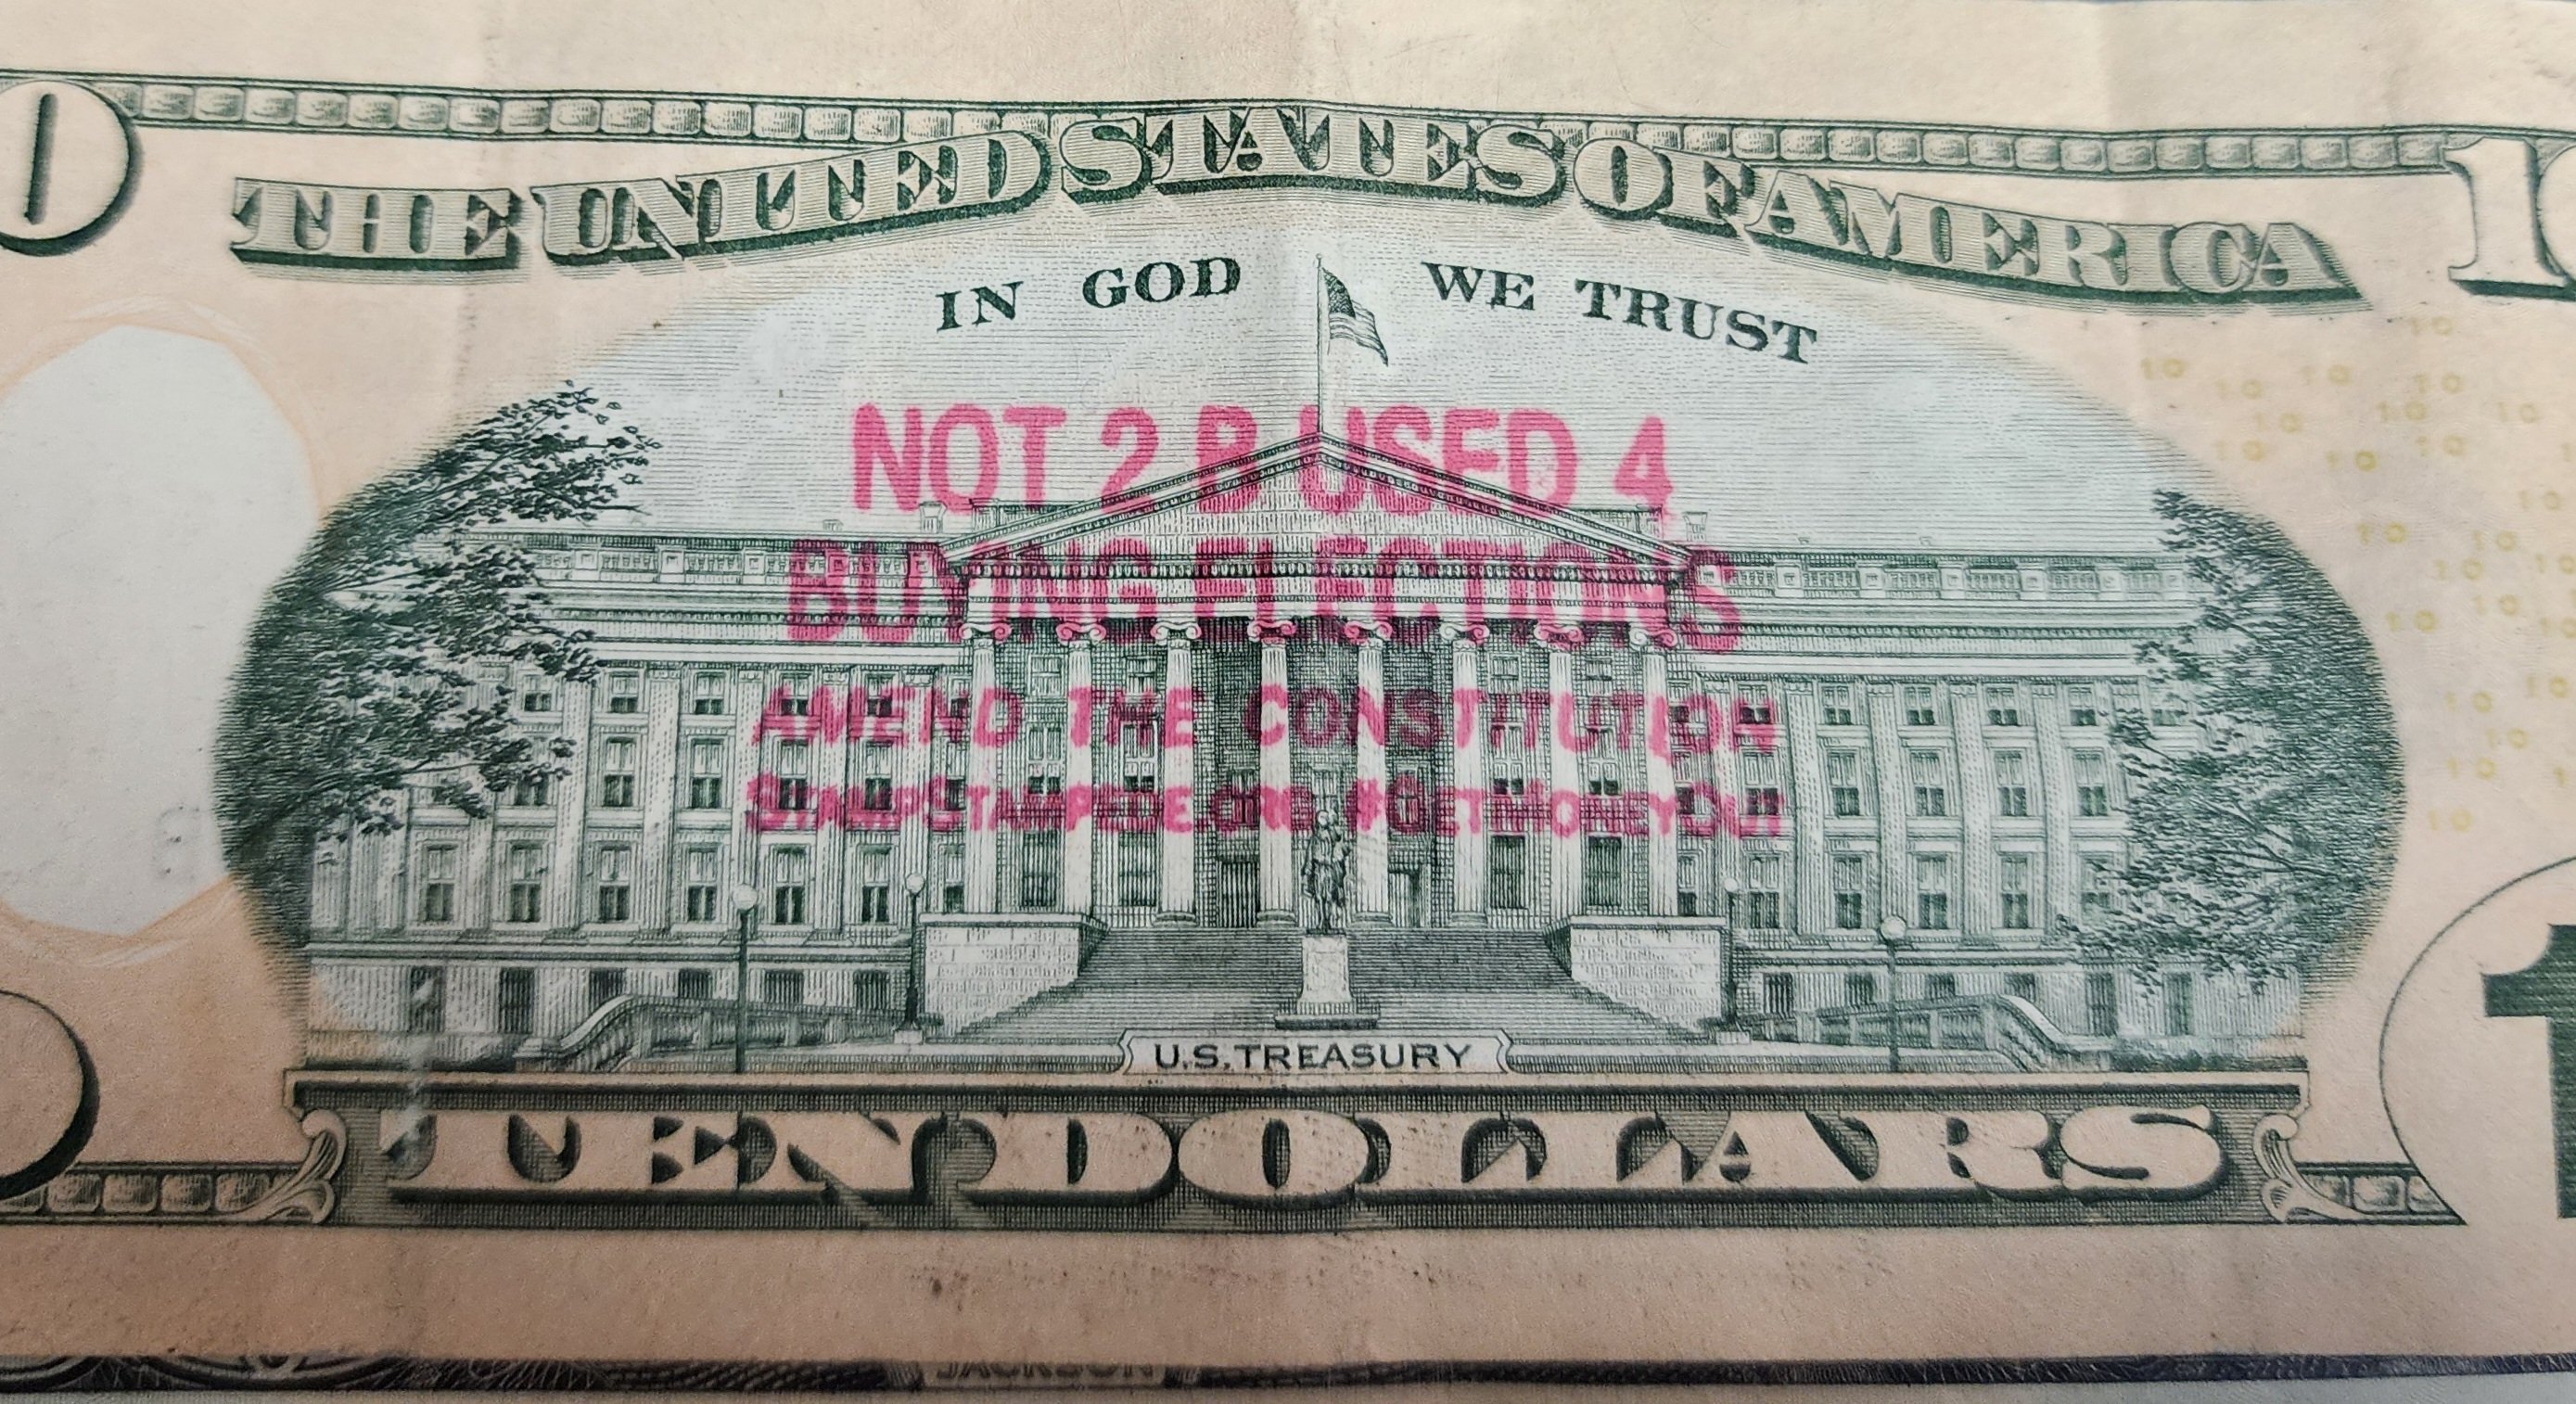 THE UNITED STATES OF AMERICA
IN GOD WE TRUST
NOT 2 B USED 4
BUYING ELECTIONS
AMEND THE CONSTITUTION
STAMPSTAMPEDE.ORG #GETMONEYOUT
U.S. TREASURY
TEN DOLLARS
JACKSON